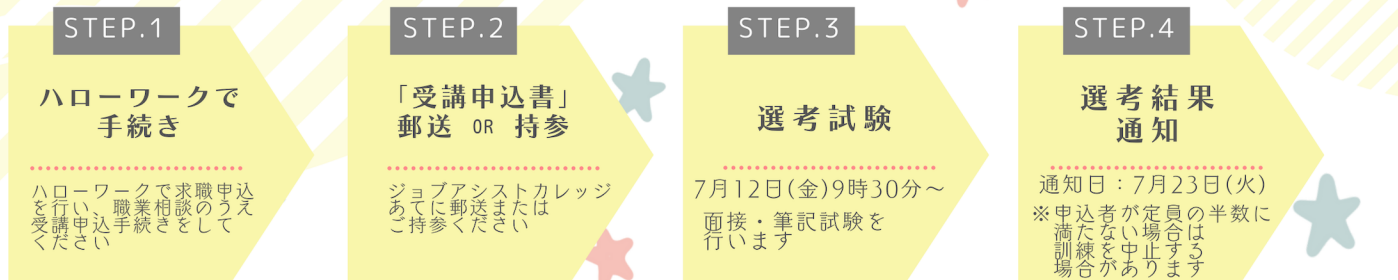 STEP.1
ハローワークで
手続き
ハローワークで求職申込
を行い、職業相談のうえ
受講申込手続きをして
ください
STEP.2
「受講申込書」
郵送 OR 持参
ジョブアシストカレッジ
あてに郵送または
ご持参ください
STEP.3
選考試験
7月12日(金)9時30分～
面接・筆記試験を
行います
STEP.4
選考結果
通知
通知日：7月23日(火)
※申込者が定員の半数に
満たない場合は
訓練を中止する
場合があります